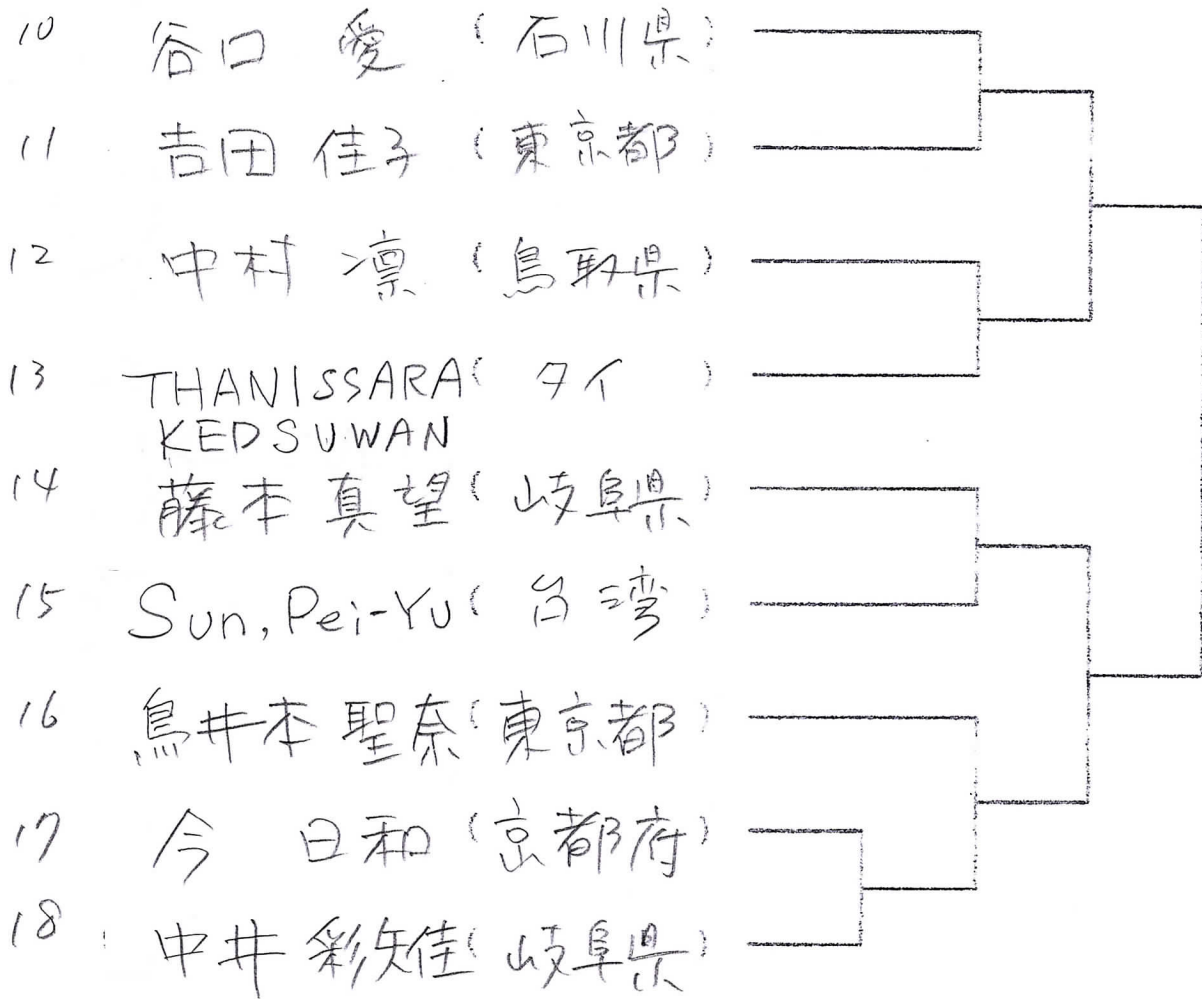 10 谷口 愛 (石川県)
11 吉田 佳子 (東京都)
12 中村 凛 (鳥取県)
13 THANISSARA (タイ)
KEDSUWAN
14 藤本 真望 (岐阜県)
15 Sun, Pei-Yu (台湾)
16 鳥井本 聖奈 (東京都)
17 今 日和 (京都府)
18 中井 彩矢佳 (岐阜県)